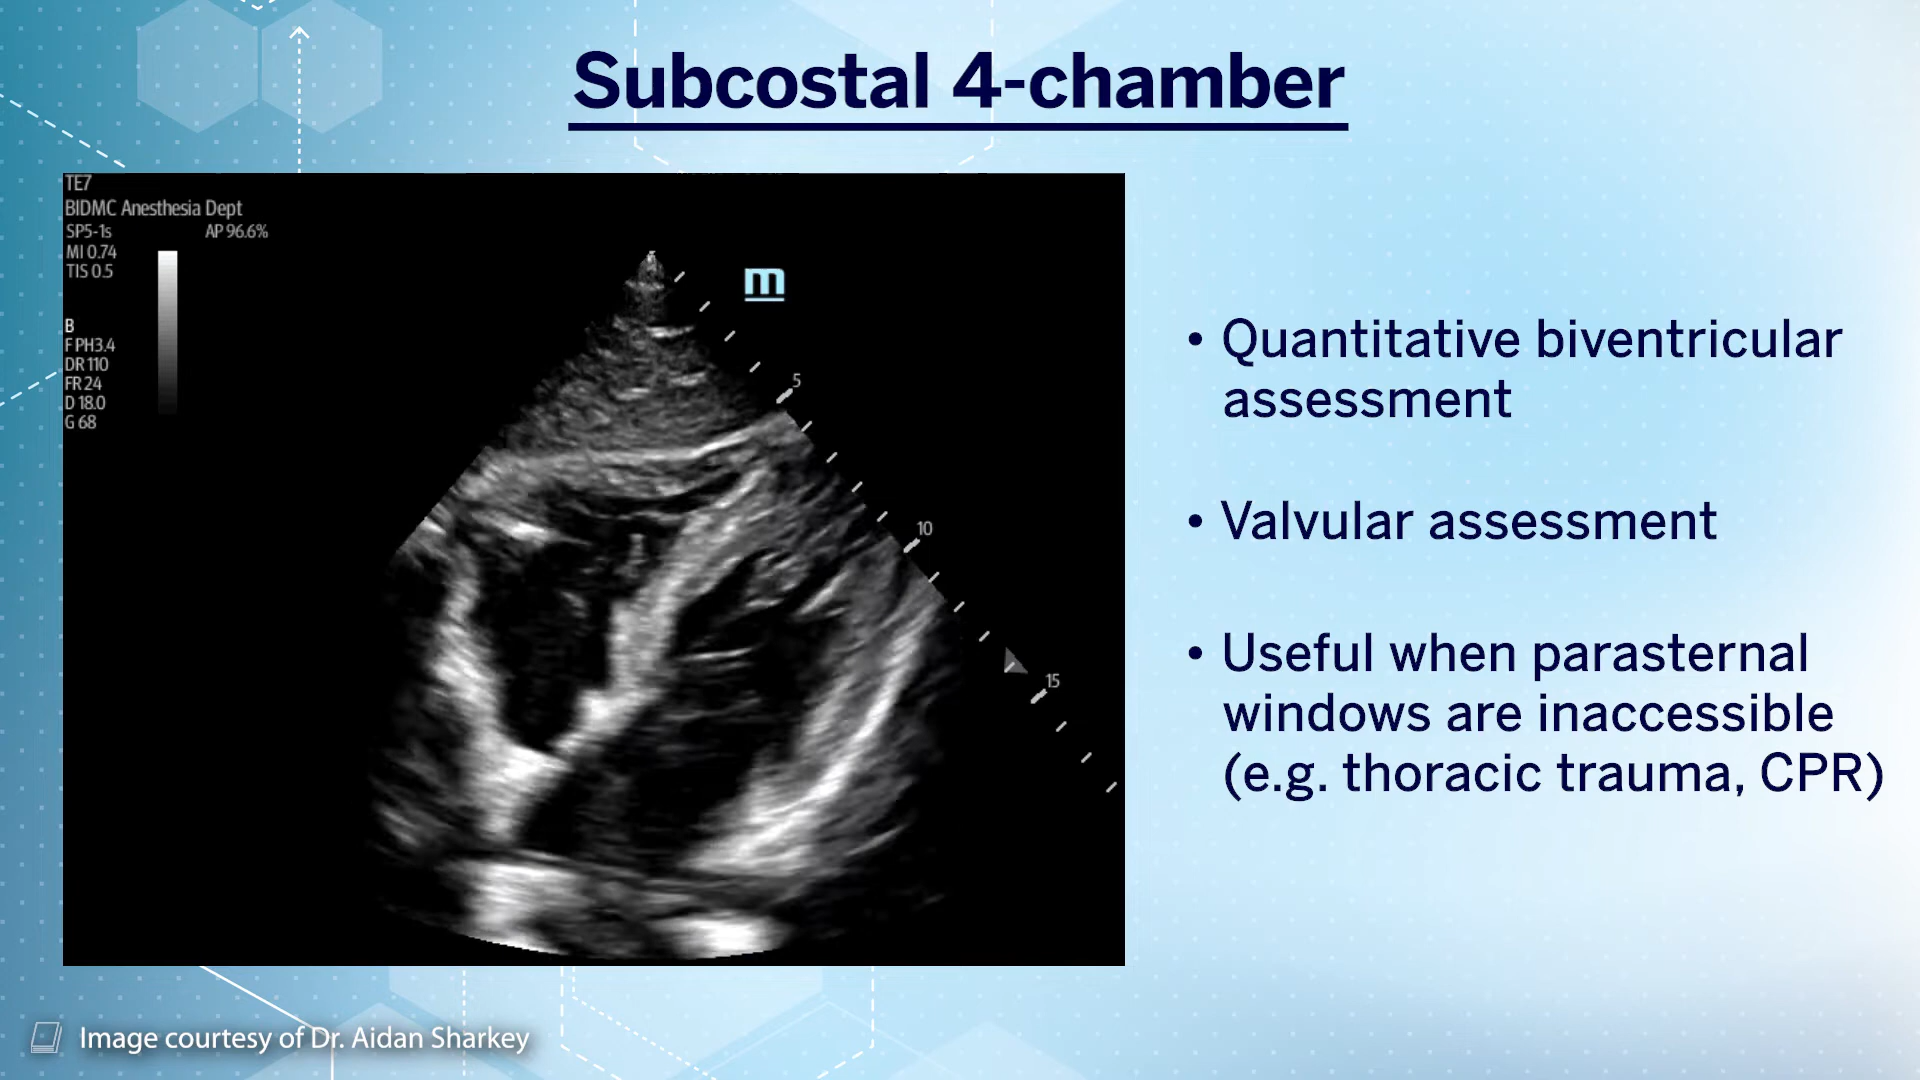 Subcostal 4-chamber
TE7
BIDMC Anesthesia Dept
SP5-1s AP 96.6%
MI 0.74
TIS 0.5
B
F PH3.4
DR 110
FR 24
D 18.0
G 68
m
5
10
15
• Quantitative biventricular
assessment
• Valvular assessment
• Useful when parasternal
windows are inaccessible
(e.g. thoracic trauma, CPR)
Image courtesy of Dr. Aidan Sharkey